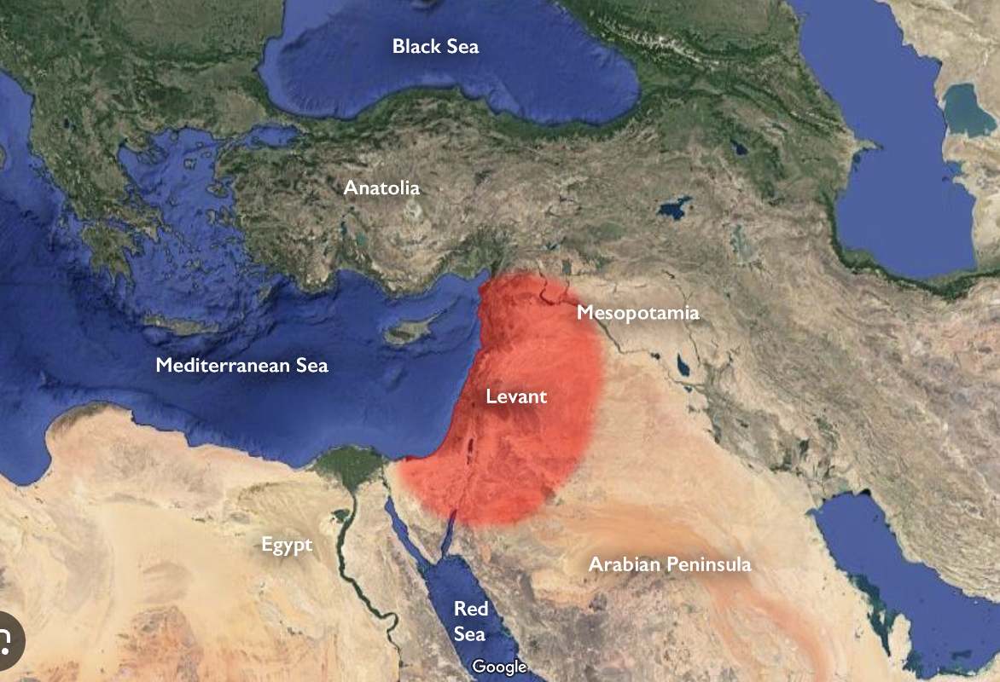 Black Sea
Anatolia
Mesopotamia
Mediterranean Sea
Levant
Egypt
Arabian Peninsula
Red
Sea
Google